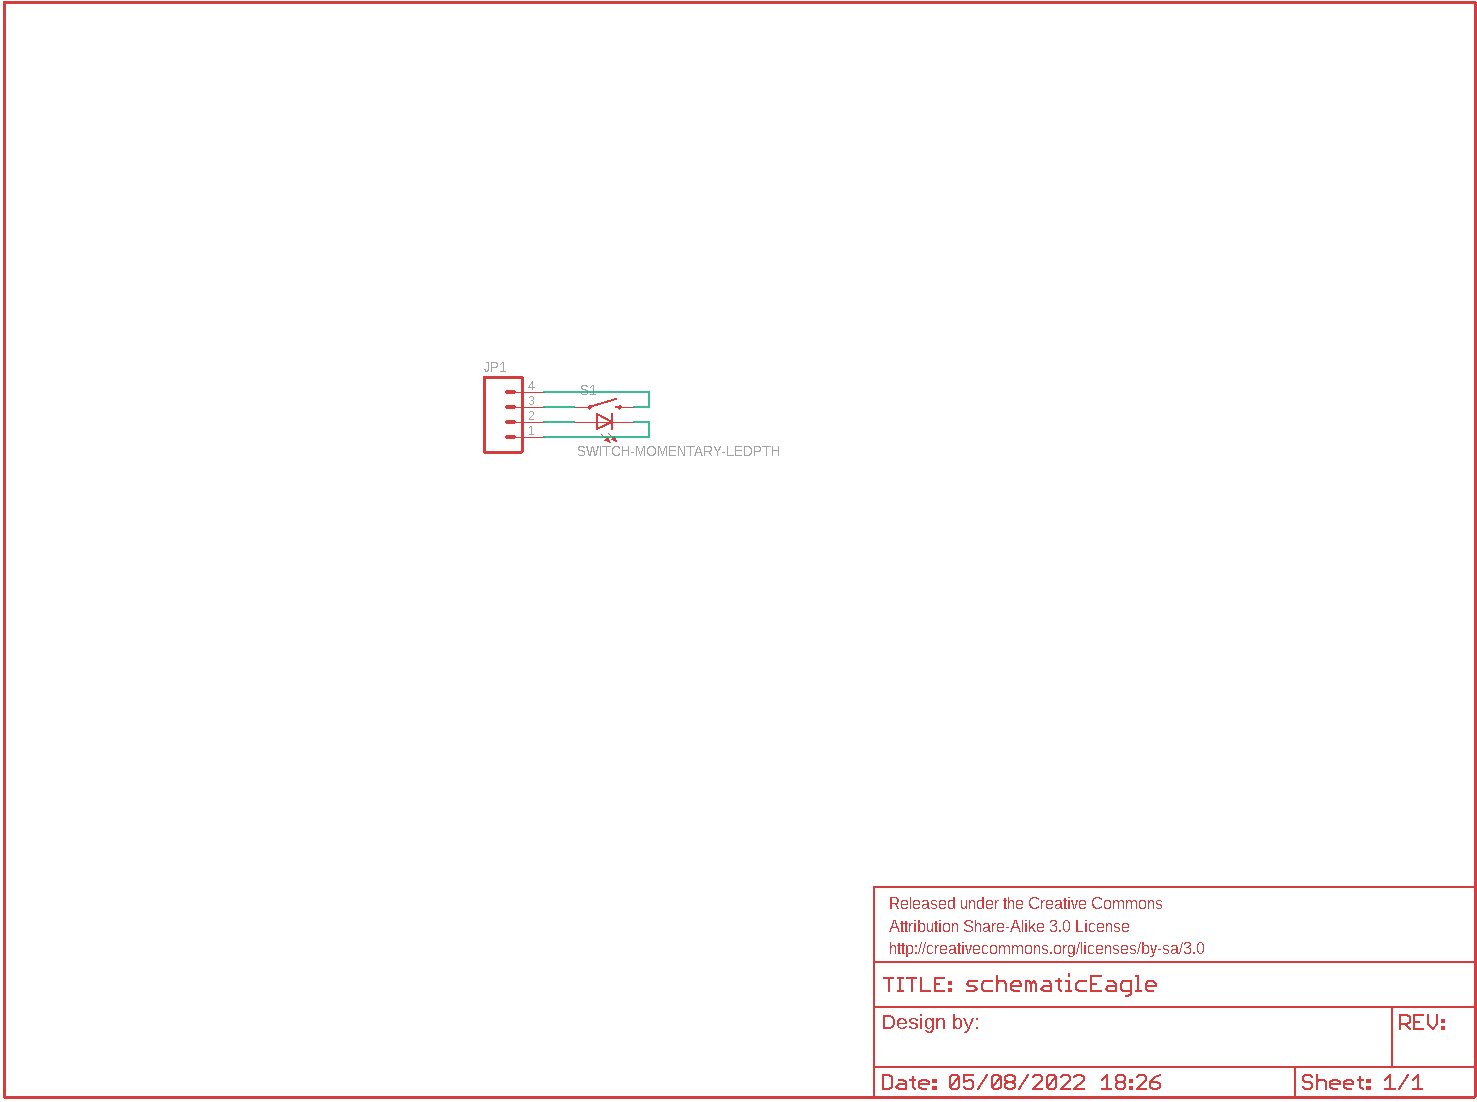 JP1
4
3
2
1
S1
SWITCH-MOMENTARY-LEDPTH
Released under the Creative Commons
Attribution Share-Alike 3.0 License
http://creativecommons.org/licenses/by-sa/3.0
TITLE: schematicEagle
Design by:
REV:
Date: 05/08/2022 18:26
Sheet: 1/1